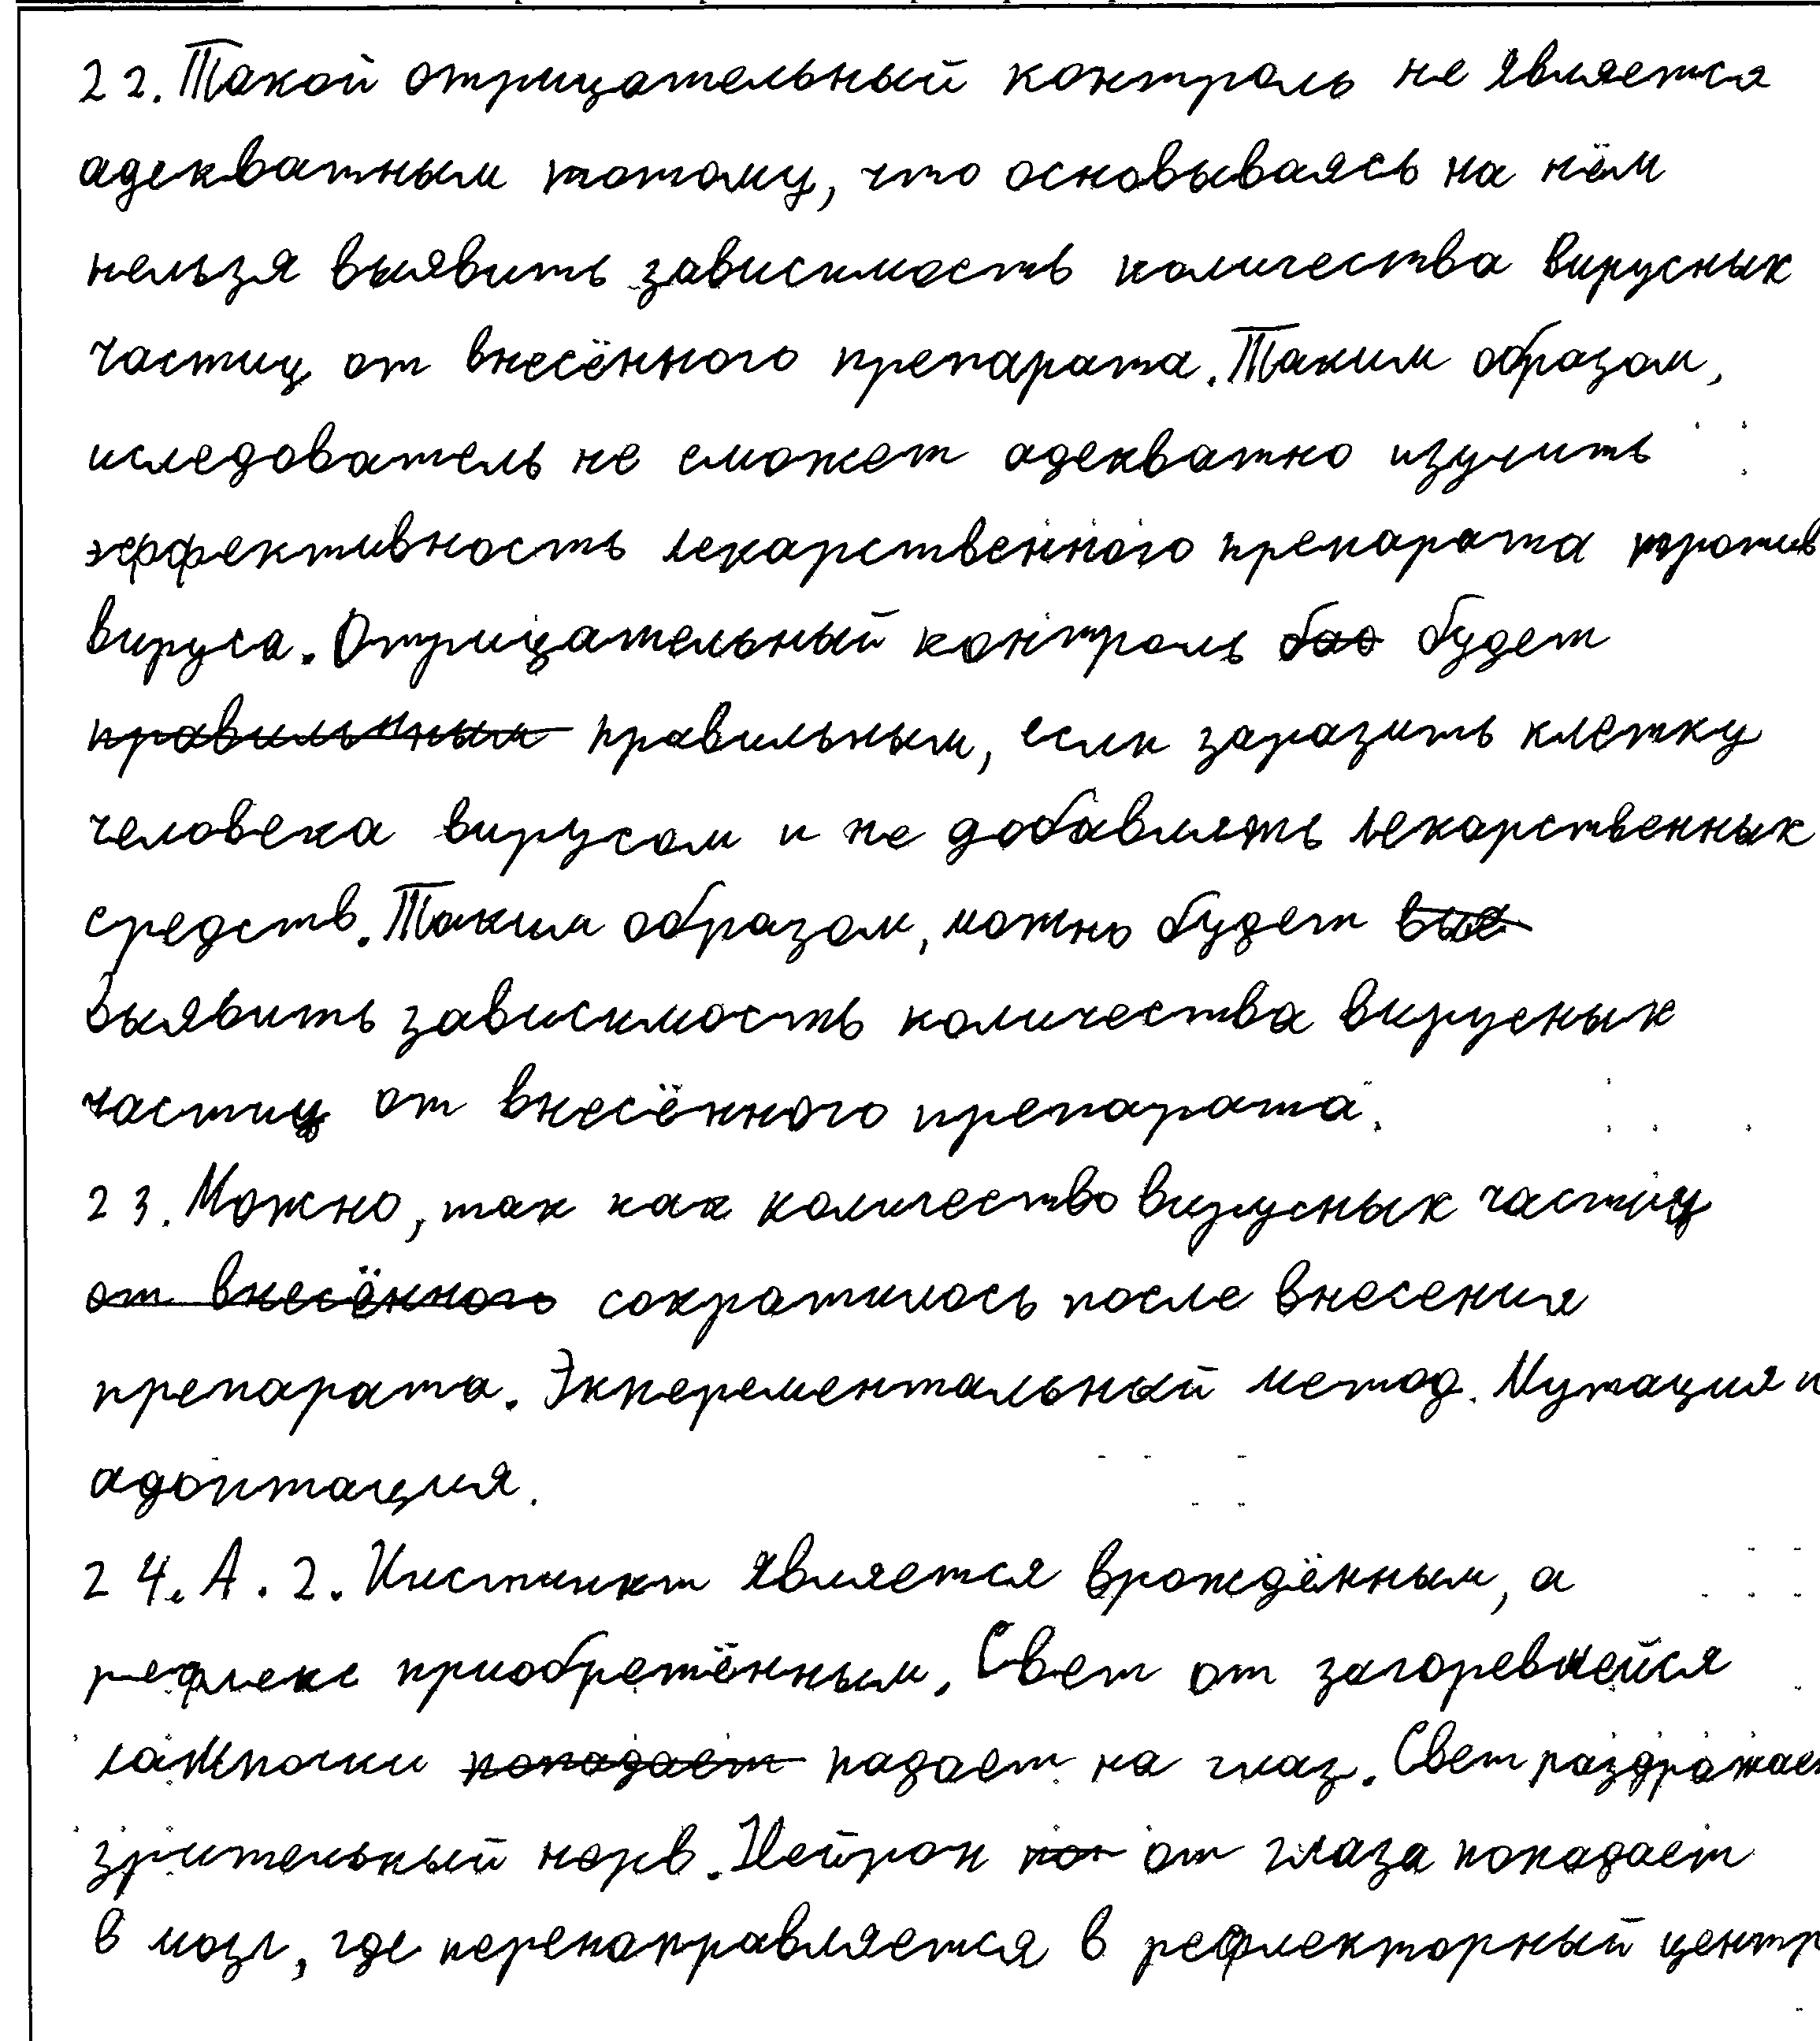 22. Такой отрицательный контроль не является
адекватным потому, что основываясь на нём
нельзя выявить зависимость количества вирусных
частиц от внесённого препарата. Таким образом,
иследователь не сможет адекватно изучить
эффективность лекарственного препарата против
вируса. Отрицательный контроль будет
правильным правильным, если заразить клетку
человека вирусом и не добавлять лекарственных
средств. Таким образом, можно будет
выявить зависимость количества вирусных
частиц от внесённого препарата.
23. Можно, так как количество вирусных частиц
от внесённого сократилось после внесения
препарата. Экперементальный метод. Мутация и
адоптация.
24. А. 2. Инстинкт является врождённым, а
рефлекс приобретённым. Свет от загоревшейся
лампочки попадает падает на глаз. Свет раздражает
зрительный нерв. Нейрон от глаза попадает
в мозг, где перенаправляется в рефлекторный центр